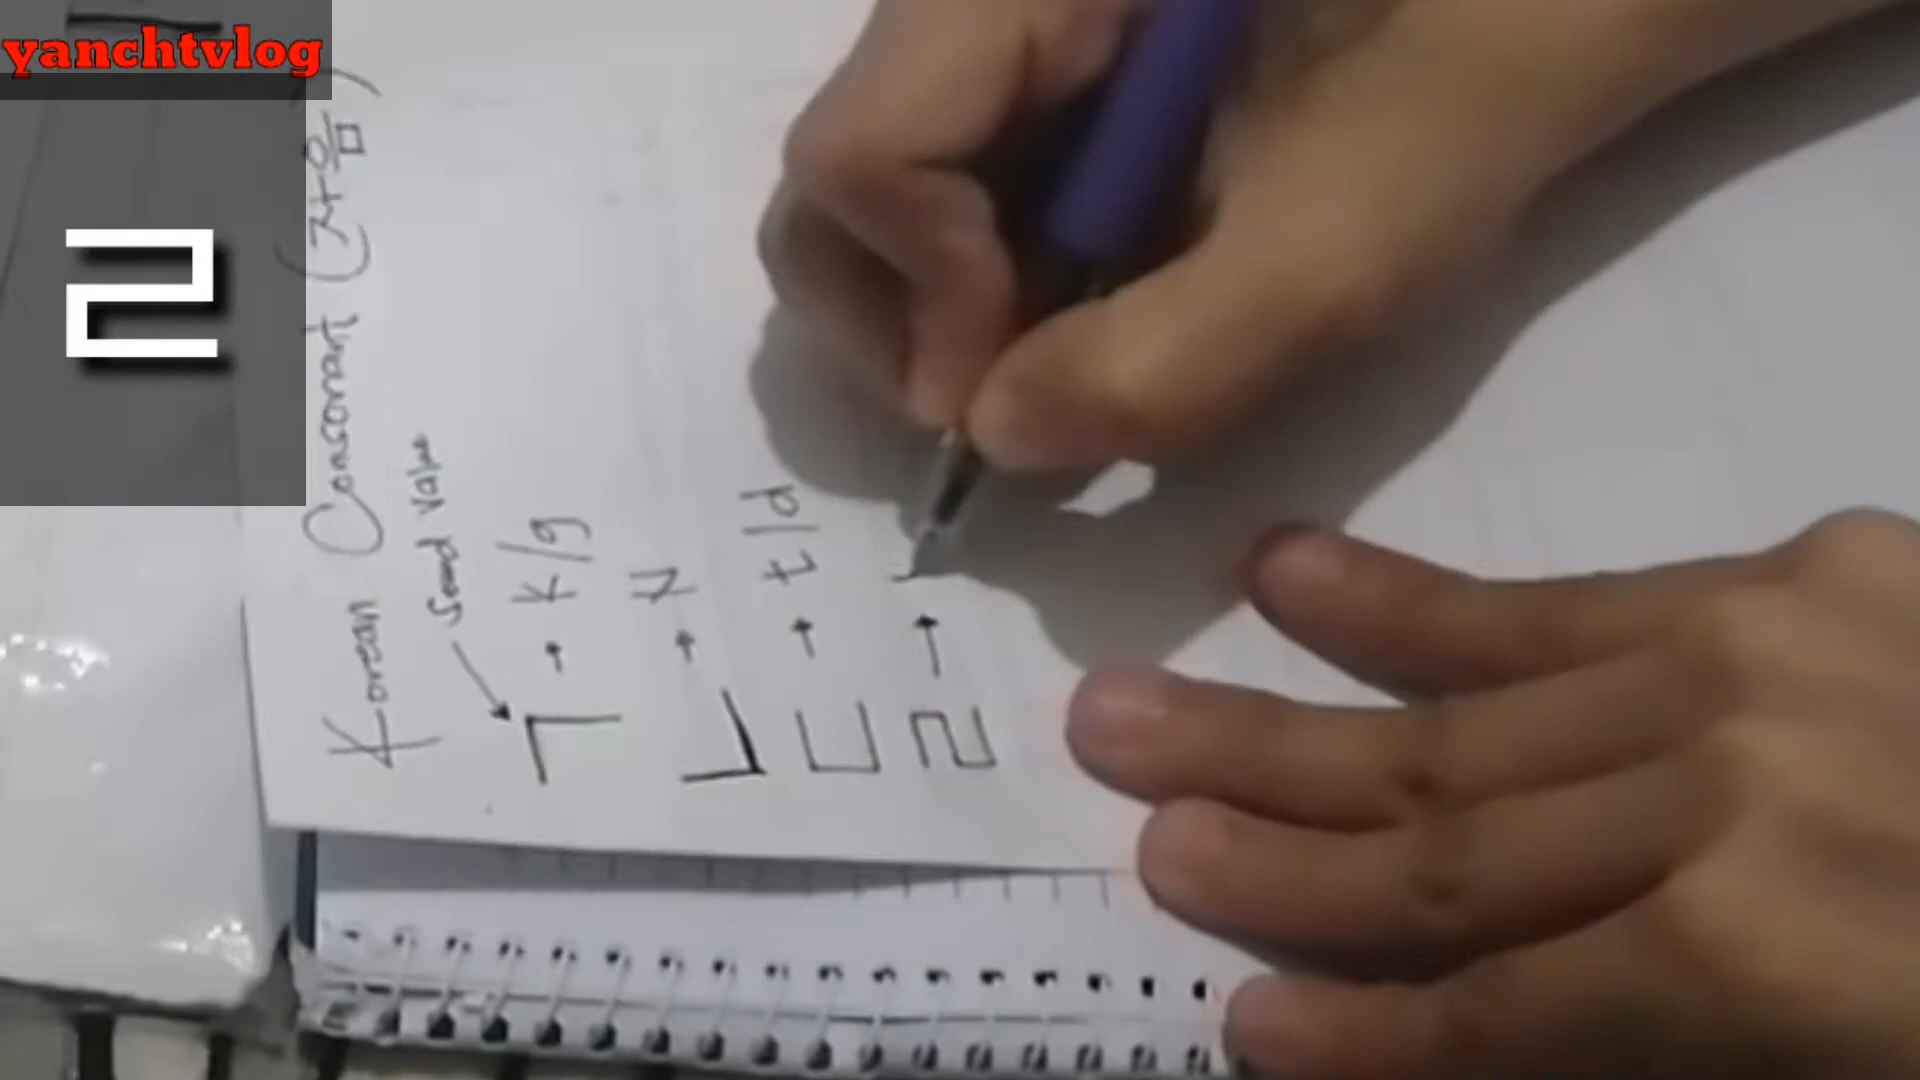 yanchtvlog
ㄹ
Korean Consonant (자음)
Sound value
ㄱ → K/g
ㄴ → N
ㄷ → t/d
ㄹ →